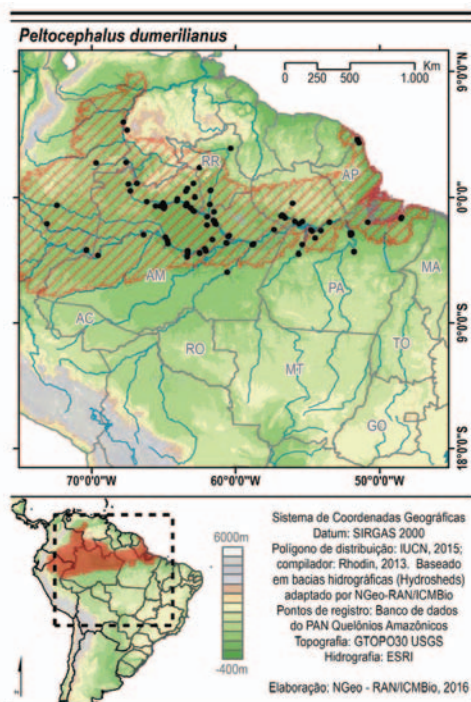 Peltocephalus dumerilianus
Km
0 250 500 1.000
6°0'0"N
0°0'0"
6°0'0"S
18°0'0"S
RR
AP
AM
PA
MA
AC
RO
MT
TO
GO
70°0'0"W 60°0'0"W 50°0'0"W
6000m
-400m
Sistema de Coordenadas Geográficas
Datum: SIRGAS 2000
Polígono de distribuição: IUCN, 2015;
compilador: Rhodin, 2013. Baseado
em bacias hidrográficas (Hydrosheds)
adaptado por NGeo-RAN/ICMBio
Pontos de registro: Banco de dados
do PAN Quelônios Amazônicos
Topografia: GTOPO30 USGS
Hidrografia: ESRI
Elaboração: NGeo - RAN/ICMBio, 2016